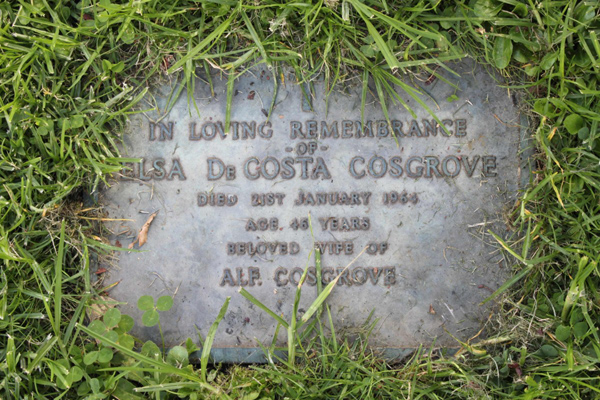 IN LOVING REMEMBRANCE
-OF-
ELSA DE COSTA COSGROVE
DIED 21ST JANUARY 1964
AGE. 45 YEARS
BELOVED WIFE OF
ALF. COSGROVE